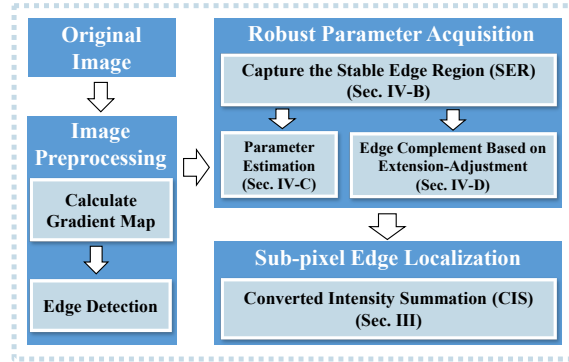 Original
Image
Image
Preprocessing
Calculate
Gradient Map
Edge Detection
Robust Parameter Acquisition
Capture the Stable Edge Region (SER)
(Sec. IV-B)
Parameter
Estimation
(Sec. IV-C)
Edge Complement Based on
Extension-Adjustment
(Sec. IV-D)
Sub-pixel Edge Localization
Converted Intensity Summation (CIS)
(Sec. III)